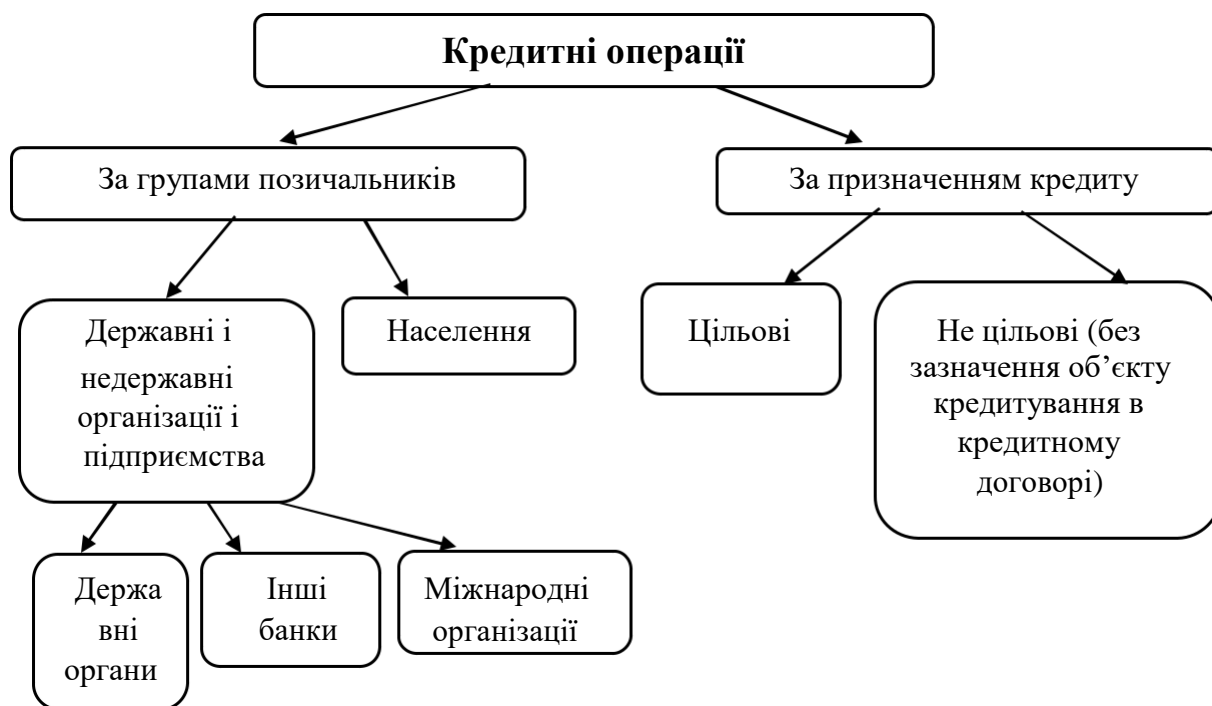 Кредитні операції
За групами позичальників
За призначенням кредиту
Державні і
недержавні
організації і
підприємства
Населення
Цільові
Не цільові (без
зазначення об’єкту
кредитування в
кредитному
договорі)
Держа
вні
органи
Інші
банки
Міжнародні
організації